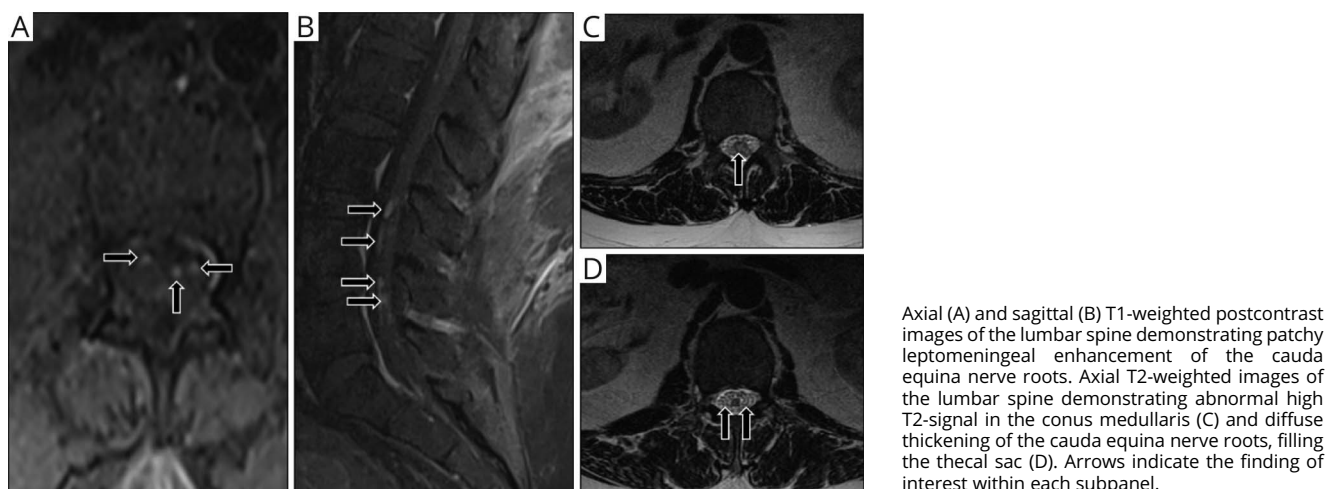 A
B
C
D
Axial (A) and sagittal (B) T1-weighted postcontrast
images of the lumbar spine demonstrating patchy
leptomeningeal enhancement of the cauda
equina nerve roots. Axial T2-weighted images of
the lumbar spine demonstrating abnormal high
T2-signal in the conus medullaris (C) and diffuse
thickening of the cauda equina nerve roots, filling
the thecal sac (D). Arrows indicate the finding of
interest within each subpanel.